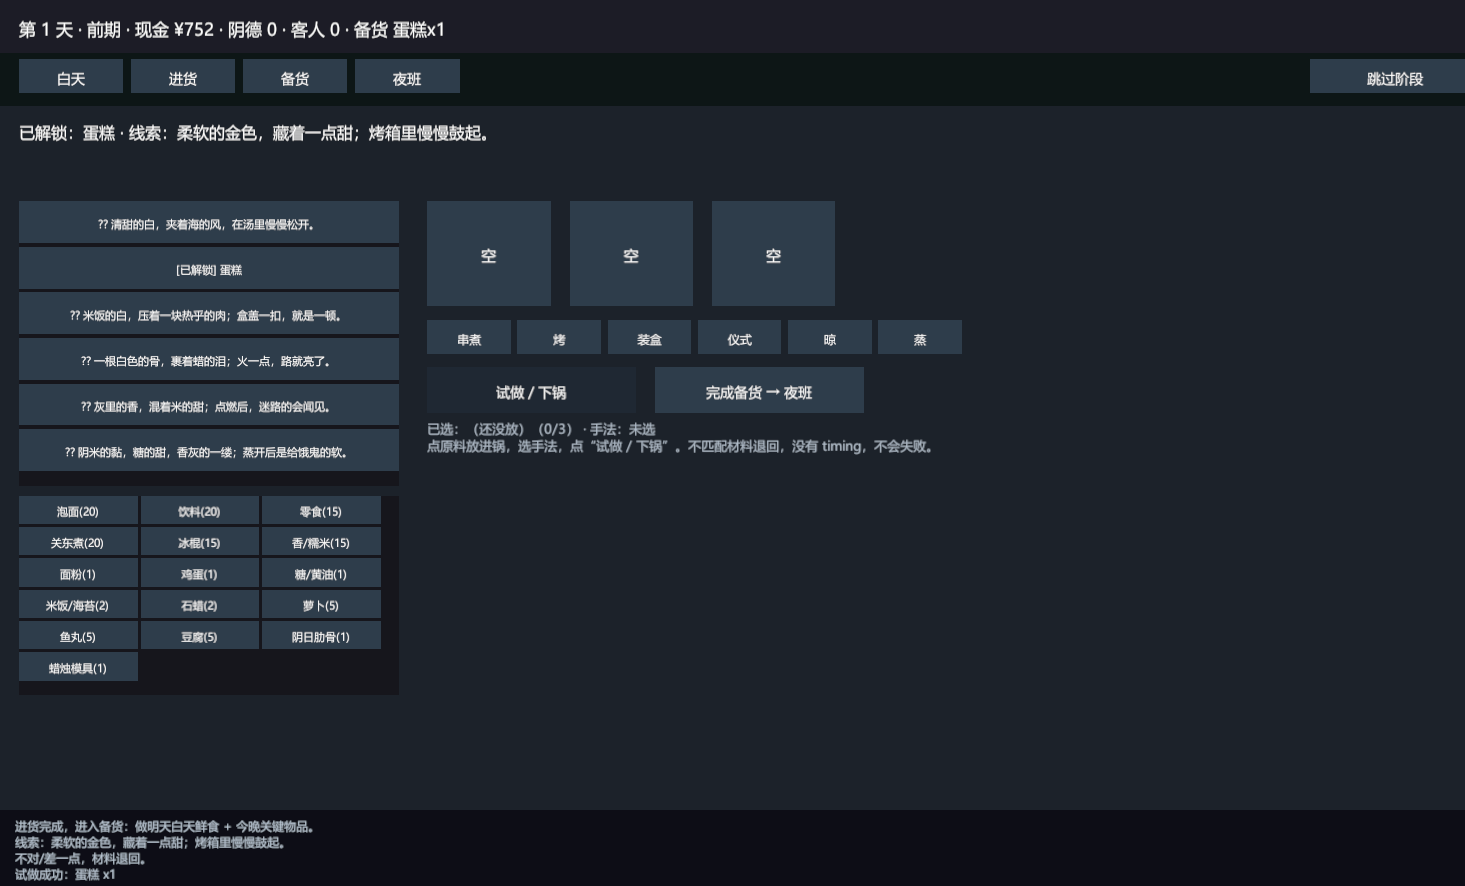 第 1 天 · 前期 · 现金 ¥752 · 阴德 0 · 客人 0 · 备货 蛋糕x1
白天
进货
备货
夜班
跳过阶段
已解锁：蛋糕 · 线索：柔软的金色，藏着一点甜；烤箱里慢慢鼓起。
?? 清甜的白，夹着海的风，在汤里慢慢松开。
[已解锁] 蛋糕
?? 米饭的白，压着一块热乎的肉；盒盖一扣，就是一顿。
?? 一根白色的骨，裹着蜡的泪；火一点，路就亮了。
?? 灰里的香，混着米的甜；点燃后，迷路的会闻见。
?? 阴米的黏，糖的甜，香灰的一缕；蒸开后是给饿鬼的软。
泡面(20)
饮料(20)
零食(15)
关东煮(20)
冰棍(15)
香/糯米(15)
面粉(1)
鸡蛋(1)
糖/黄油(1)
米饭/海苔(2)
石蜡(2)
萝卜(5)
鱼丸(5)
豆腐(5)
阴日肋骨(1)
蜡烛模具(1)
空
空
空
串煮
烤
装盒
仪式
晾
蒸
试做 / 下锅
完成备货 → 夜班
已选：（还没放）（0/3） · 手法：未选
点原料放进锅，选手法，点“试做 / 下锅”。不匹配材料退回，没有 timing，不会失败。
进货完成，进入备货：做明天白天鲜食 + 今晚关键物品。
线索：柔软的金色，藏着一点甜；烤箱里慢慢鼓起。
不对/差一点，材料退回。
试做成功：蛋糕 x1